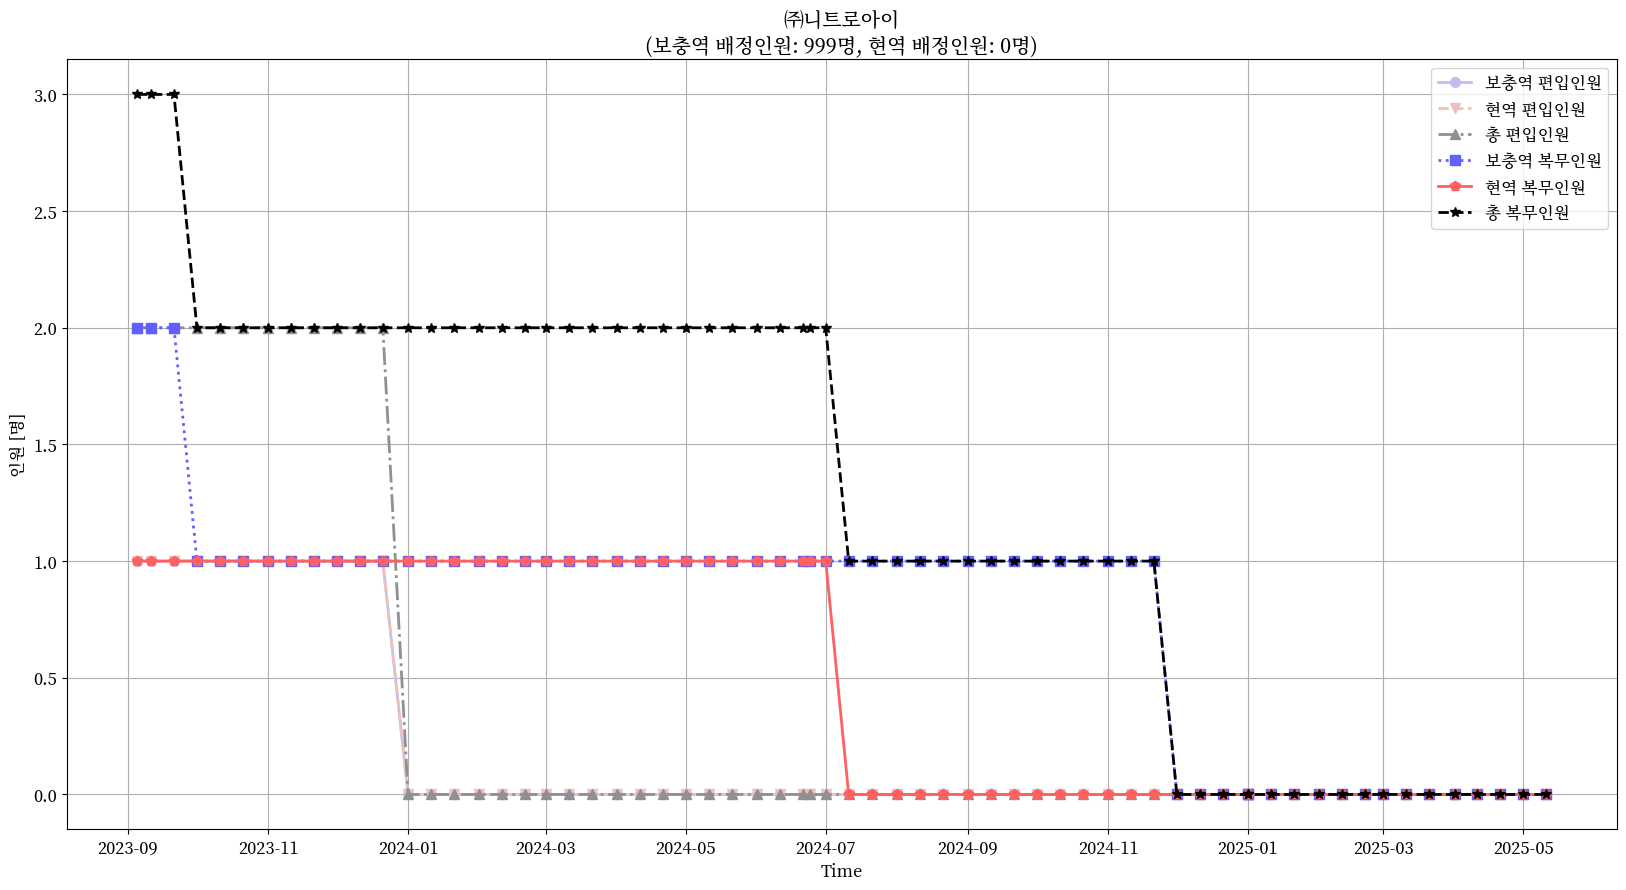 ㈜니트로아이
(보충역 배정인원: 999명, 현역 배정인원: 0명)
보충역 편입인원
현역 편입인원
총 편입인원
보충역 복무인원
현역 복무인원
총 복무인원
인원 [명]
3.0
2.5
2.0
1.5
1.0
0.5
0.0
2023-09 2023-11 2024-01 2024-03 2024-05 2024-07 2024-09 2024-11 2025-01 2025-03 2025-05
Time